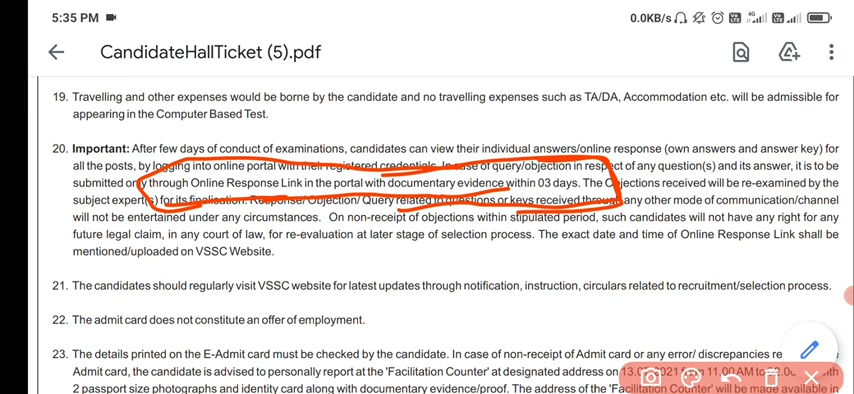 5:35 PM
0.0KB/s 4G
CandidateHallTicket (5).pdf
19. Travelling and other expenses would be borne by the candidate and no travelling expenses such as TA/DA, Accommodation etc. will be admissible for
appearing in the Computer Based Test.
20. Important: After few days of conduct of examinations, candidates can view their individual answers/online response (own answers and answer key) for
all the posts, by logging into online portal with their registered credentials. In case of query/objection in respect of any question(s) and its answer, it is to be
submitted only through Online Response Link in the portal with documentary evidence within 03 days. The Objections received will be re-examined by the
subject expert(s) for its finalisation. Response/ Objection/ Query related to questions or keys received through any other mode of communication/channel
will not be entertained under any circumstances. On non-receipt of objections within stipulated period, such candidates will not have any right for any
future legal claim, in any court of law, for re-evaluation at later stage of selection process. The exact date and time of Online Response Link shall be
mentioned/uploaded on VSSC Website.
21. The candidates should regularly visit VSSC website for latest updates through notification, instruction, circulars related to recruitment/selection process.
22. The admit card does not constitute an offer of employment.
23. The details printed on the E-Admit card must be checked by the candidate. In case of non-receipt of Admit card or any error/ discrepancies
Admit card, the candidate is advised to personally report at the 'Facilitation Counter' at designated address on 11.00 AM to
2 passport size photographs and identity card along with documentary evidence/proof. The address of the 'Facilitation Counter' will be made available in